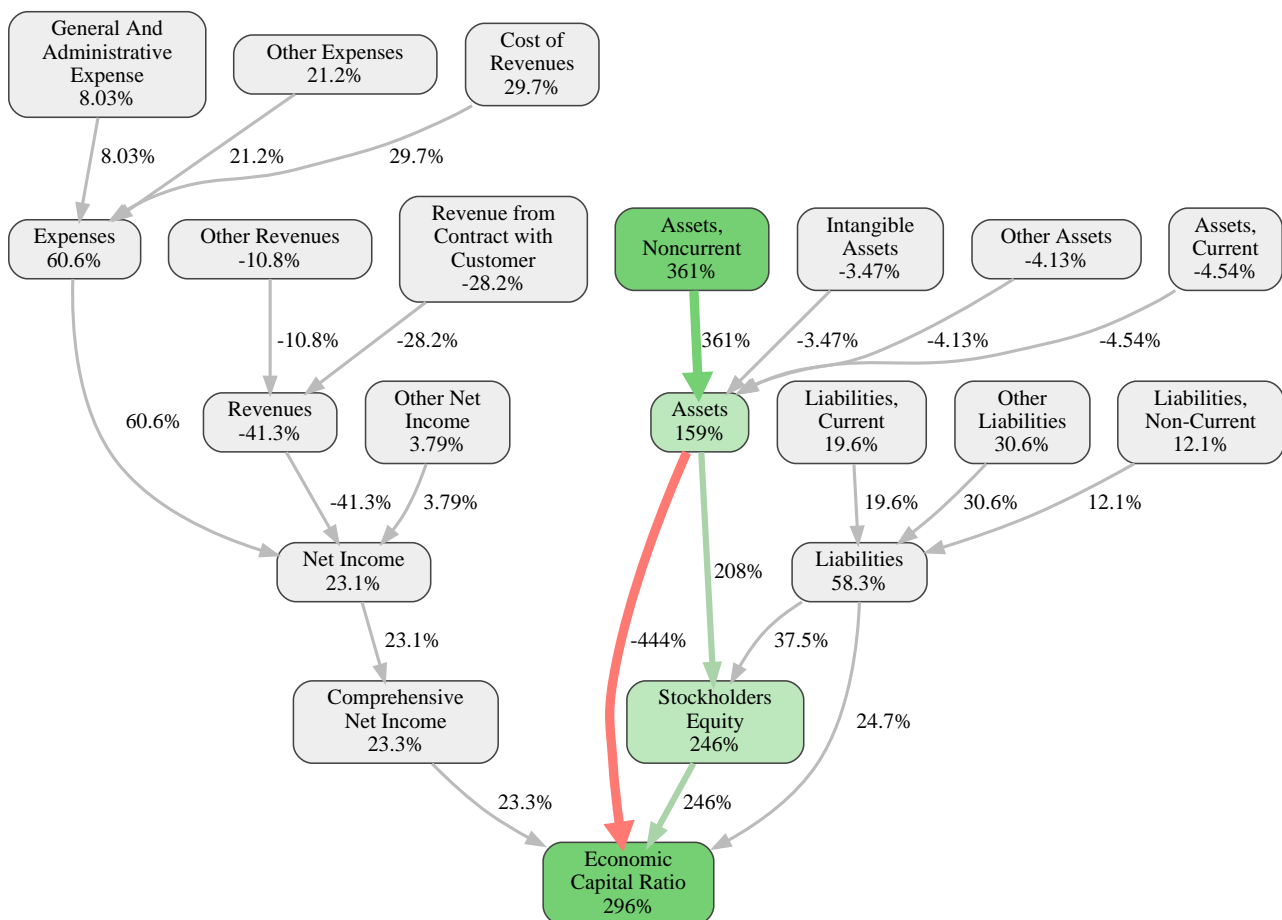 General And
Administrative
Expense
8.03%
Other Expenses
21.2%
Cost of
Revenues
29.7%
8.03%
21.2%
29.7%
Expenses
60.6%
Other Revenues
-10.8%
Revenue from
Contract with
Customer
-28.2%
Assets,
Noncurrent
361%
Intangible
Assets
-3.47%
Other Assets
-4.13%
Assets,
Current
-4.54%
-10.8%
-28.2%
361%
-3.47%
-4.13%
-4.54%
60.6%
Revenues
-41.3%
Other Net
Income
3.79%
Assets
159%
Liabilities,
Current
19.6%
Other
Liabilities
30.6%
Liabilities,
Non-Current
12.1%
-41.3%
3.79%
19.6%
30.6%
12.1%
Net Income
23.1%
208%
Liabilities
58.3%
23.1%
-444%
37.5%
Comprehensive
Net Income
23.3%
Stockholders
Equity
246%
24.7%
23.3%
246%
Economic
Capital Ratio
296%